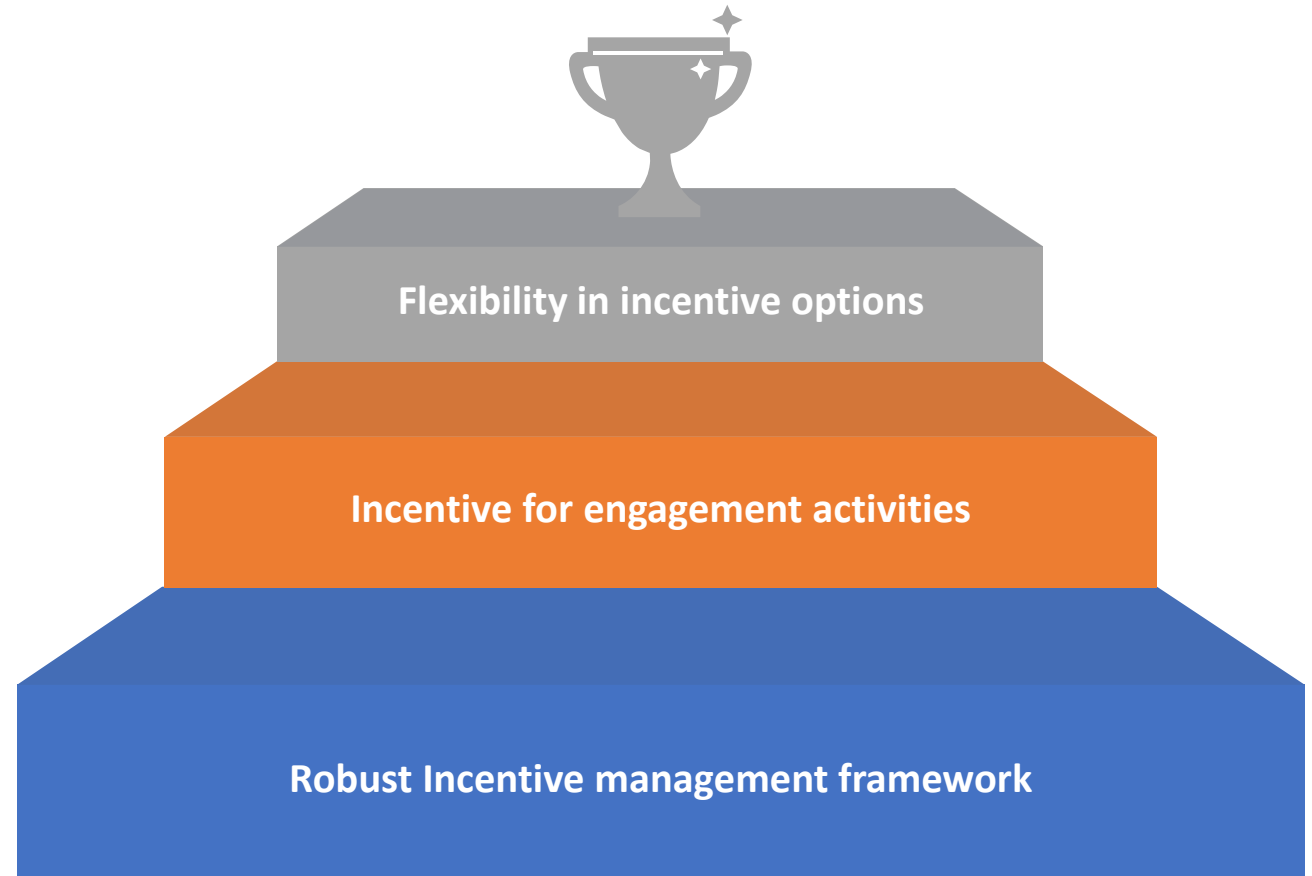 Flexibility in incentive options
Incentive for engagement activities
Robust Incentive management framework